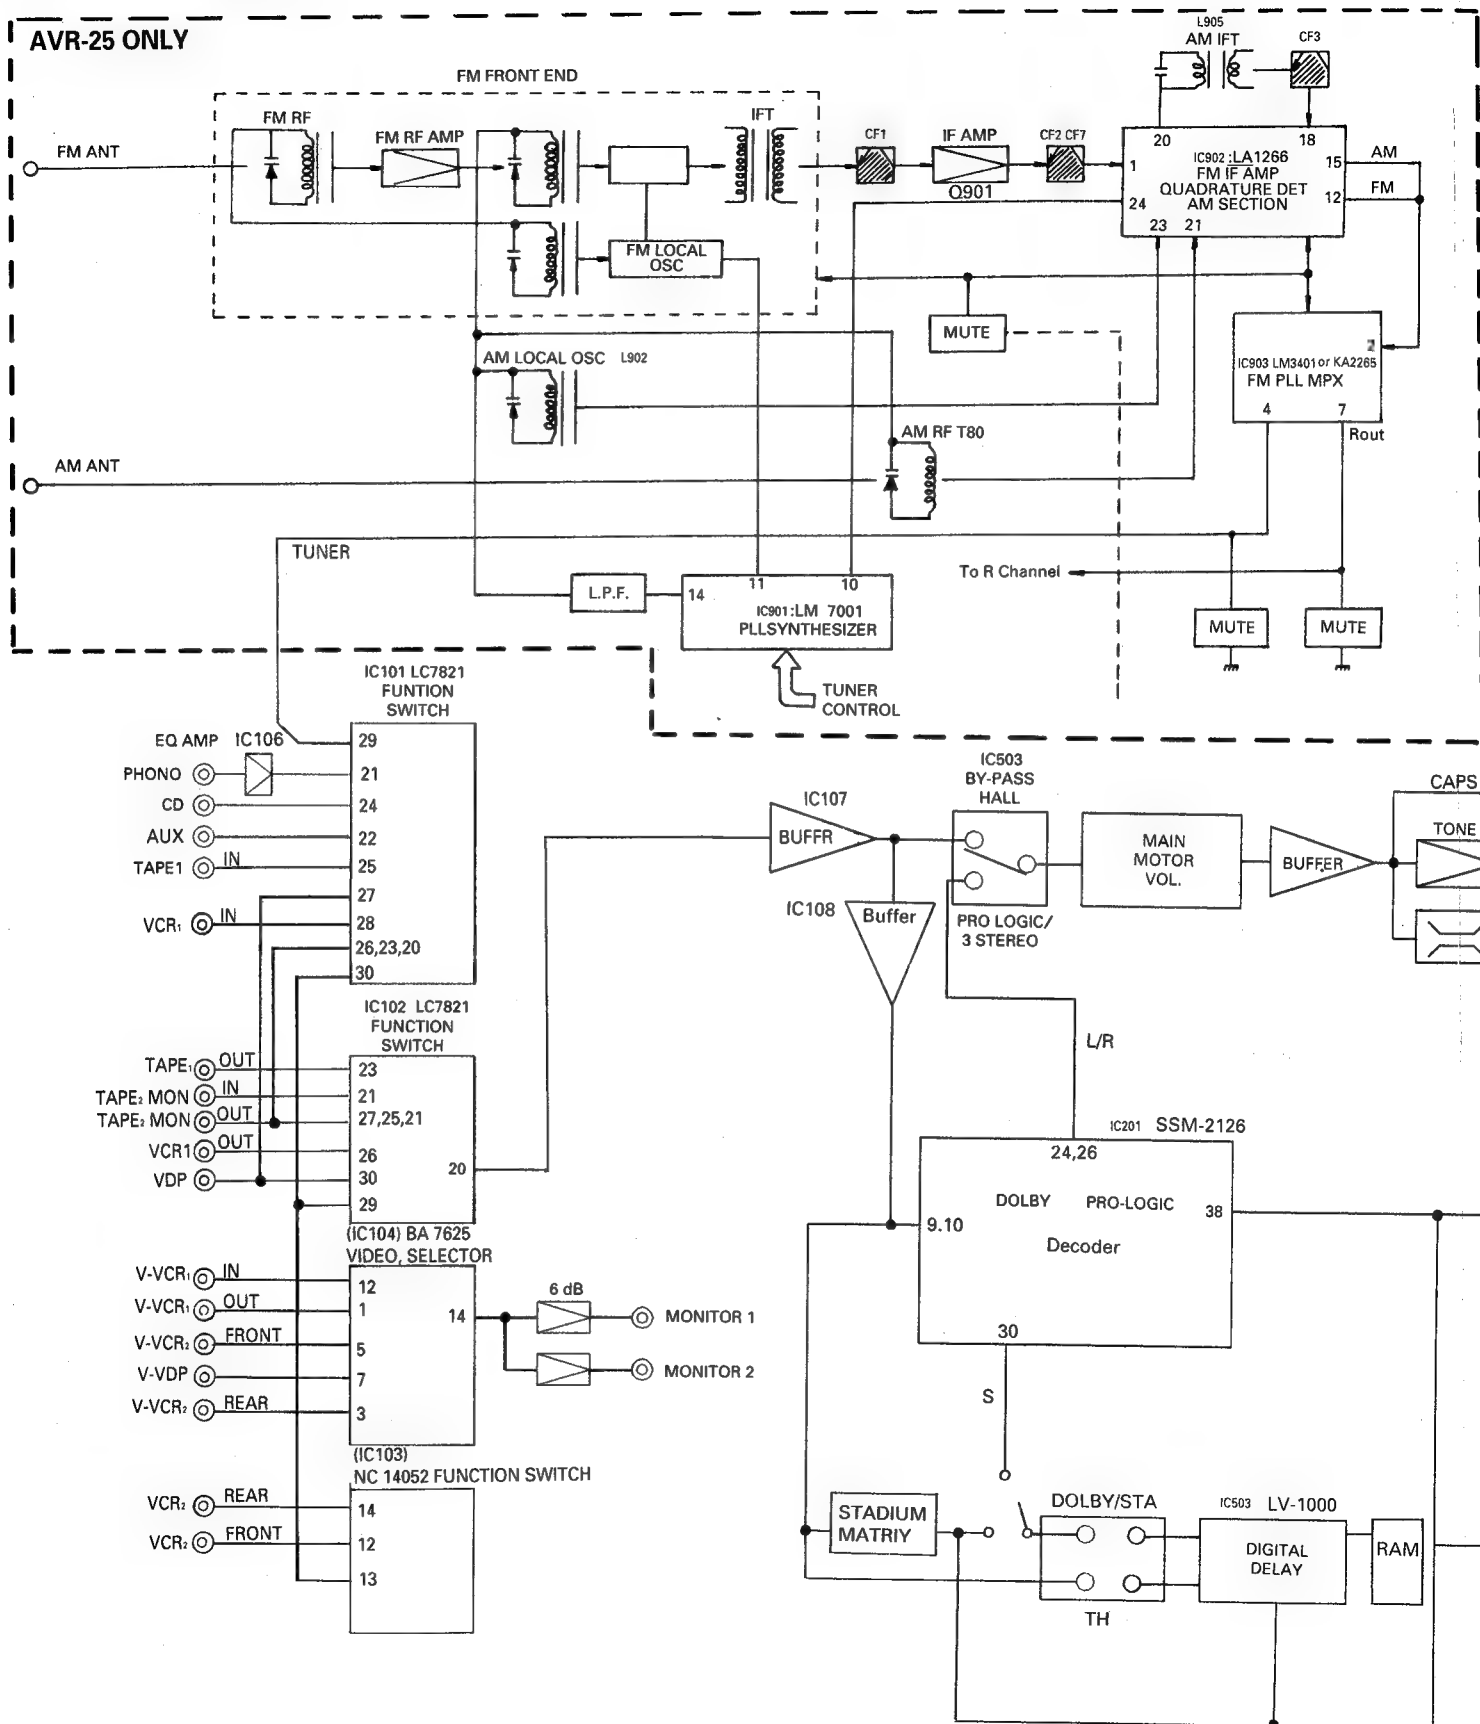 AVR-25 ONLY
FM FRONT END
L905
AM IFT
CF3
FM RF
FM RF AMP
IFT
FM ANT
CF1
IF AMP
CF2 CF7
Q901
20
18
1
IC902 :LA1266
FM IF AMP
QUADRATURE DET
AM SECTION
15
AM
12
FM
24
23
21
FM LOCAL
OSC
MUTE
AM LOCAL OSC L902
2
IC903 LM3401 or KA2265
FM PLL MPX
4
7
Rout
AM RF T80
AM ANT
TUNER
To R Channel
L.P.F.
14
11
10
IC901:LM 7001
PLLSYNTHESIZER
MUTE
MUTE
TUNER
CONTROL
IC101 LC7821
FUNTION
SWITCH
EQ AMP
IC106
29
PHONO
21
CD
24
AUX
22
TAPE1
IN
25
27
VCR1
IN
28
26,23,20
30
IC107
BUFFR
IC503
BY-PASS
HALL
PRO LOGIC/
3 STEREO
MAIN
MOTOR
VOL.
BUFFER
CAPS
TONE
IC108
Buffer
L/R
IC102 LC7821
FUNCTION
SWITCH
TAPE1
OUT
23
TAPE2 MON
IN
21
TAPE2 MON
OUT
27,25,21
VCR1
OUT
26
20
VDP
30
29
IC201 SSM-2126
24,26
DOLBY PRO-LOGIC
Decoder
9.10
38
30
S
(IC104) BA 7625
VIDEO, SELECTOR
V-VCR1
IN
12
V-VCR1
OUT
1
14
6 dB
MONITOR 1
V-VCR2
FRONT
5
V-VDP
7
MONITOR 2
V-VCR2
REAR
3
(IC103)
NC 14052 FUNCTION SWITCH
VCR2
REAR
14
VCR2
FRONT
12
13
STADIUM
MATRIY
DOLBY/STA
TH
IC503 LV-1000
DIGITAL
DELAY
RAM